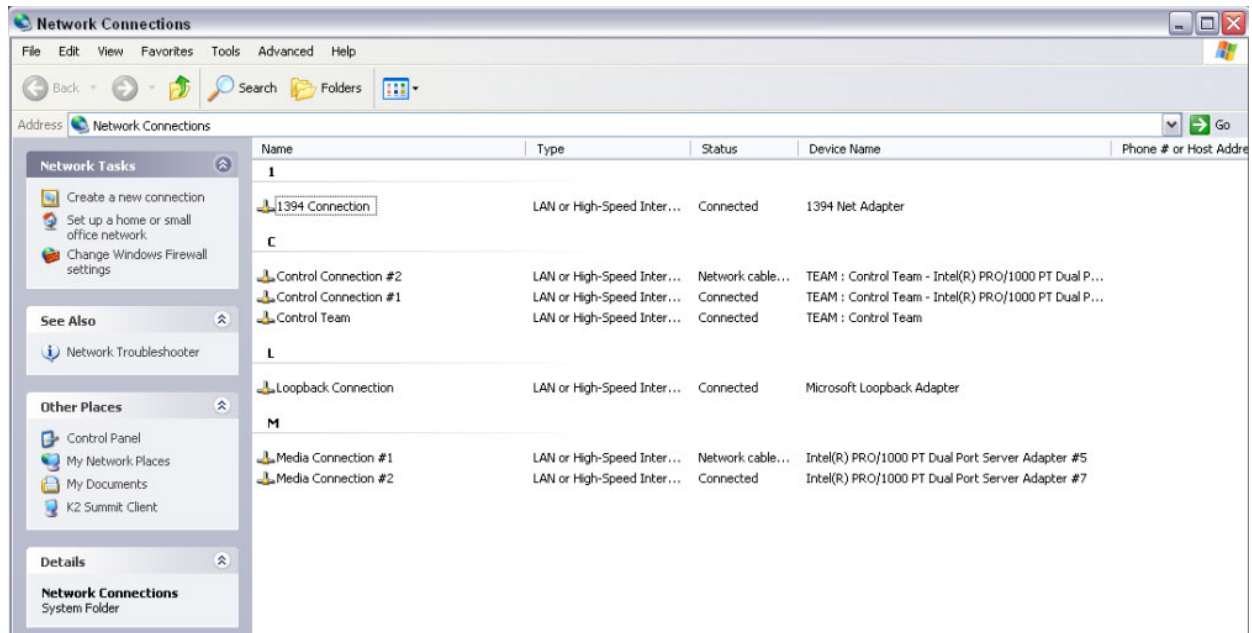 Network Connections
File Edit View Favorites Tools Advanced Help
Back Search Folders
Address Network Connections Go
Name Type Status Device Name Phone # or Host Addre
Network Tasks
Create a new connection
Set up a home or small
office network
Change Windows Firewall
settings
See Also
Network Troubleshooter
Other Places
Control Panel
My Network Places
My Documents
K2 Summit Client
Details
Network Connections
System Folder
1
1394 Connection LAN or High-Speed Inter... Connected 1394 Net Adapter
C
Control Connection #2 LAN or High-Speed Inter... Network cable... TEAM : Control Team - Intel(R) PRO/1000 PT Dual P...
Control Connection #1 LAN or High-Speed Inter... Connected TEAM : Control Team - Intel(R) PRO/1000 PT Dual P...
Control Team LAN or High-Speed Inter... Connected TEAM : Control Team
L
Loopback Connection LAN or High-Speed Inter... Connected Microsoft Loopback Adapter
M
Media Connection #1 LAN or High-Speed Inter... Network cable... Intel(R) PRO/1000 PT Dual Port Server Adapter #5
Media Connection #2 LAN or High-Speed Inter... Connected Intel(R) PRO/1000 PT Dual Port Server Adapter #7